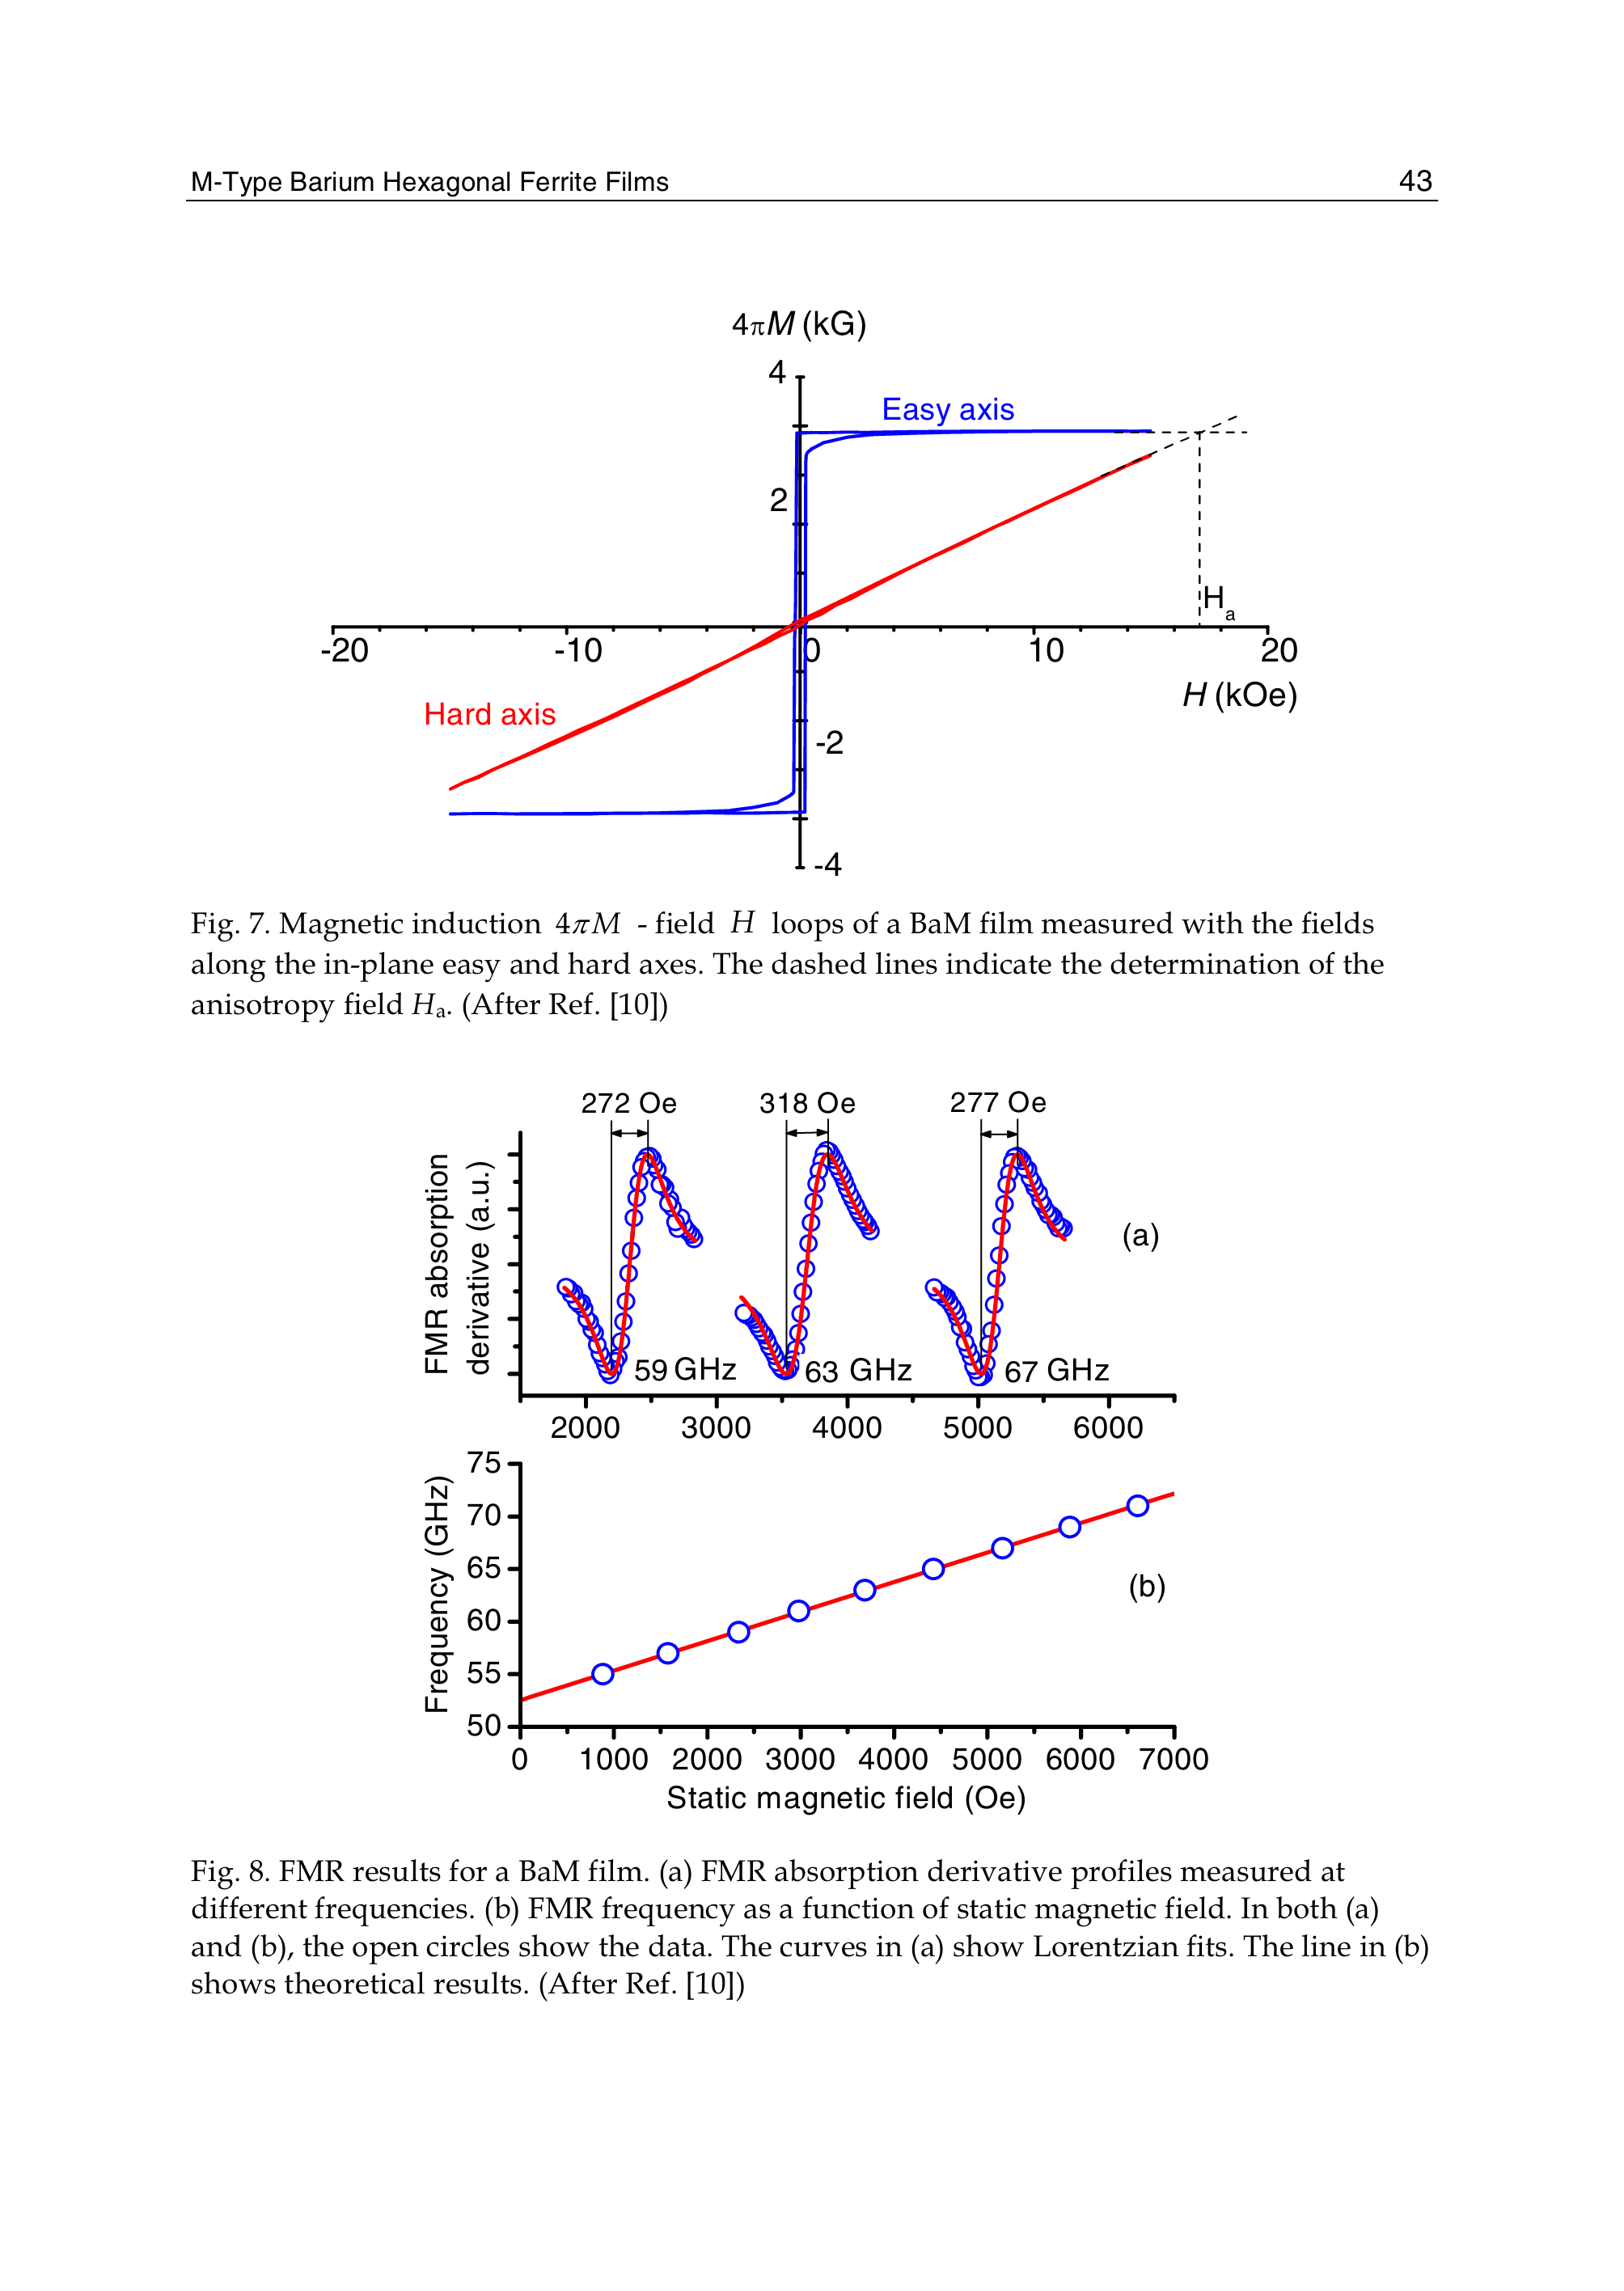 M-Type Barium Hexagonal Ferrite Films 43
4πM (kG)
4
Easy axis
2
Ha
-20 -10 0 10 20
H (kOe)
Hard axis
-2
-4
Fig. 7. Magnetic induction 4πM - field H loops of a BaM film measured with the fields
along the in-plane easy and hard axes. The dashed lines indicate the determination of the
anisotropy field Ha. (After Ref. [10])
272 Oe 318 Oe 277 Oe
FMR absorption
derivative (a.u.)
(a)
59 GHz 63 GHz 67 GHz
2000 3000 4000 5000 6000
Frequency (GHz)
75
70
65
60
55
50
(b)
0 1000 2000 3000 4000 5000 6000 7000
Static magnetic field (Oe)
Fig. 8. FMR results for a BaM film. (a) FMR absorption derivative profiles measured at
different frequencies. (b) FMR frequency as a function of static magnetic field. In both (a)
and (b), the open circles show the data. The curves in (a) show Lorentzian fits. The line in (b)
shows theoretical results. (After Ref. [10])